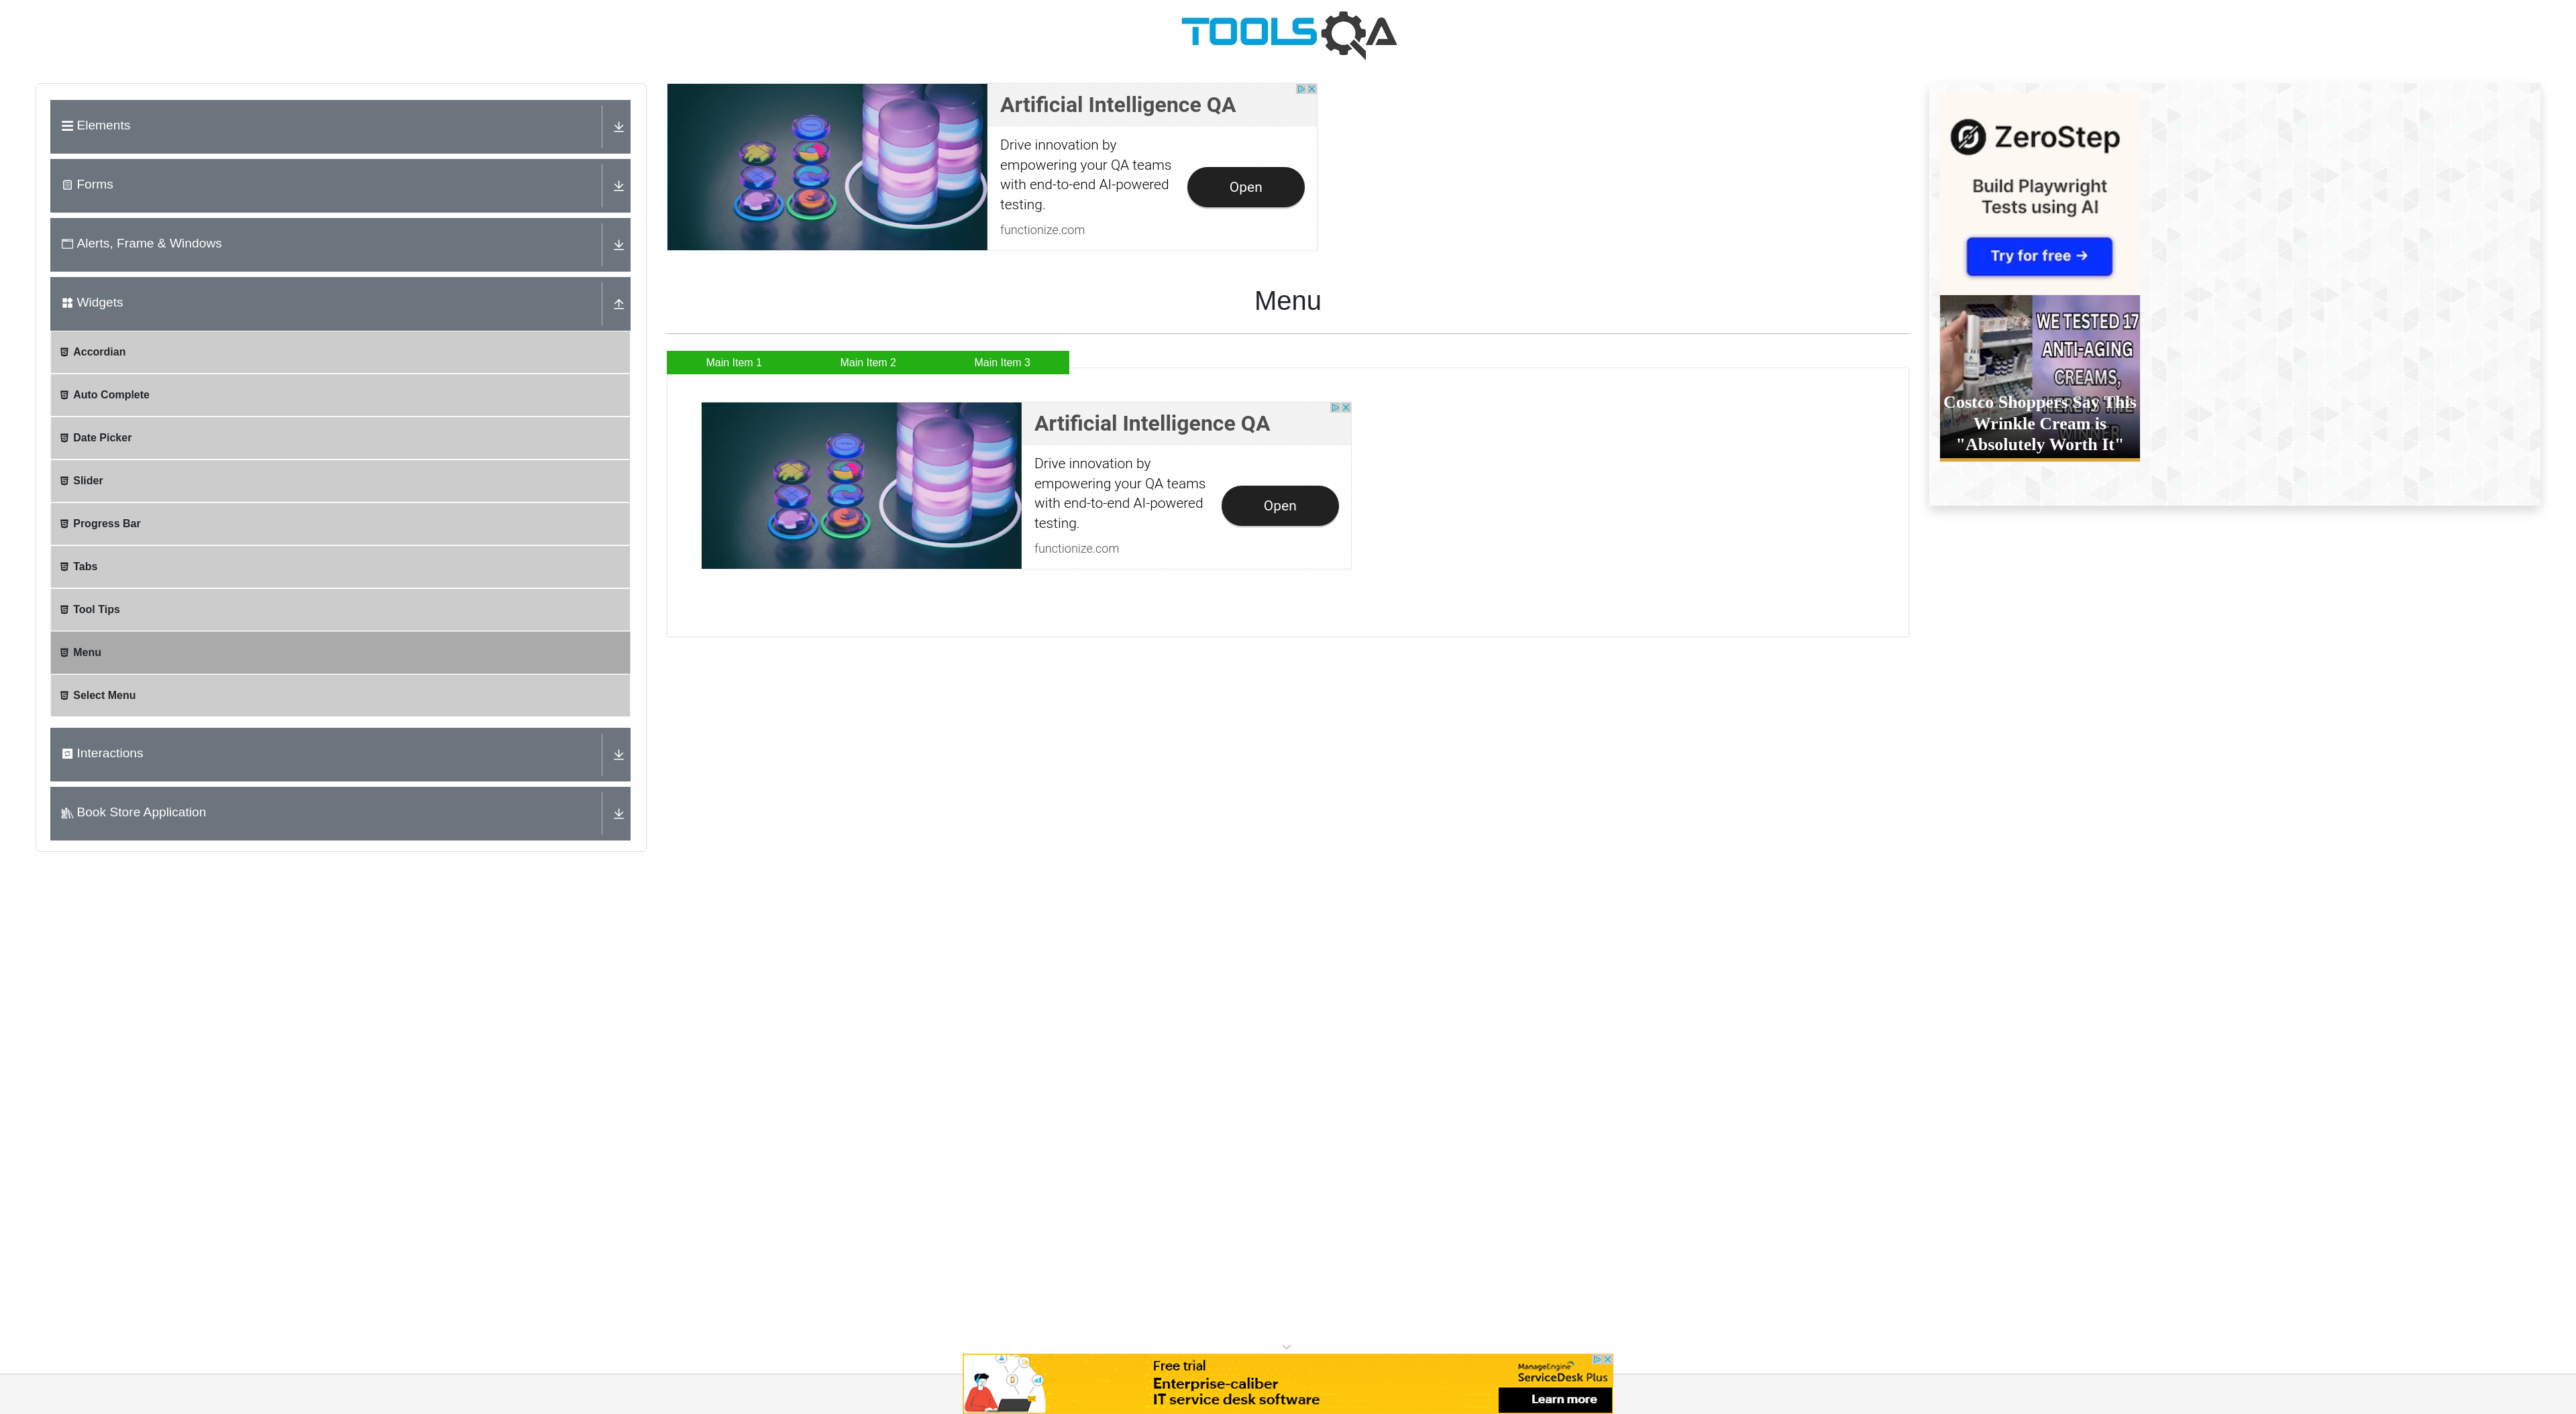 TOOLSQA
Elements
Forms
Alerts, Frame & Windows
Widgets
Accordian
Auto Complete
Date Picker
Slider
Progress Bar
Tabs
Tool Tips
Menu
Select Menu
Interactions
Book Store Application
Artificial Intelligence QA
Drive innovation by
empowering your QA teams
with end-to-end AI-powered
testing.
functionize.com
Open
Menu
Main Item 1
Main Item 2
Main Item 3
Artificial Intelligence QA
Drive innovation by
empowering your QA teams
with end-to-end AI-powered
testing.
functionize.com
Open
ZeroStep
Build Playwright
Tests using AI
Try for free →
WE TESTED 17
ANTI-AGING
CREAMS,
HERE IS THE
WINNER
Costco Shoppers Say This
Wrinkle Cream is
"Absolutely Worth It"
Free trial
Enterprise-caliber
IT service desk software
ManageEngine
ServiceDesk Plus
Learn more